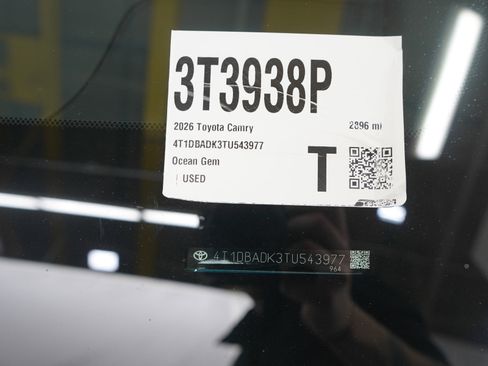 3T3938P
2026 Toyota Camry 2896 mi
4T1DBADK3TU543977
Ocean Gem
USED
T
4T1DBADK3TU543977
964